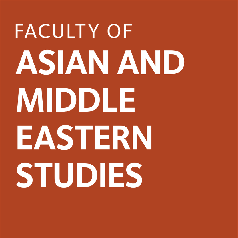 FACULTY OF
ASIAN AND
MIDDLE
EASTERN
STUDIES